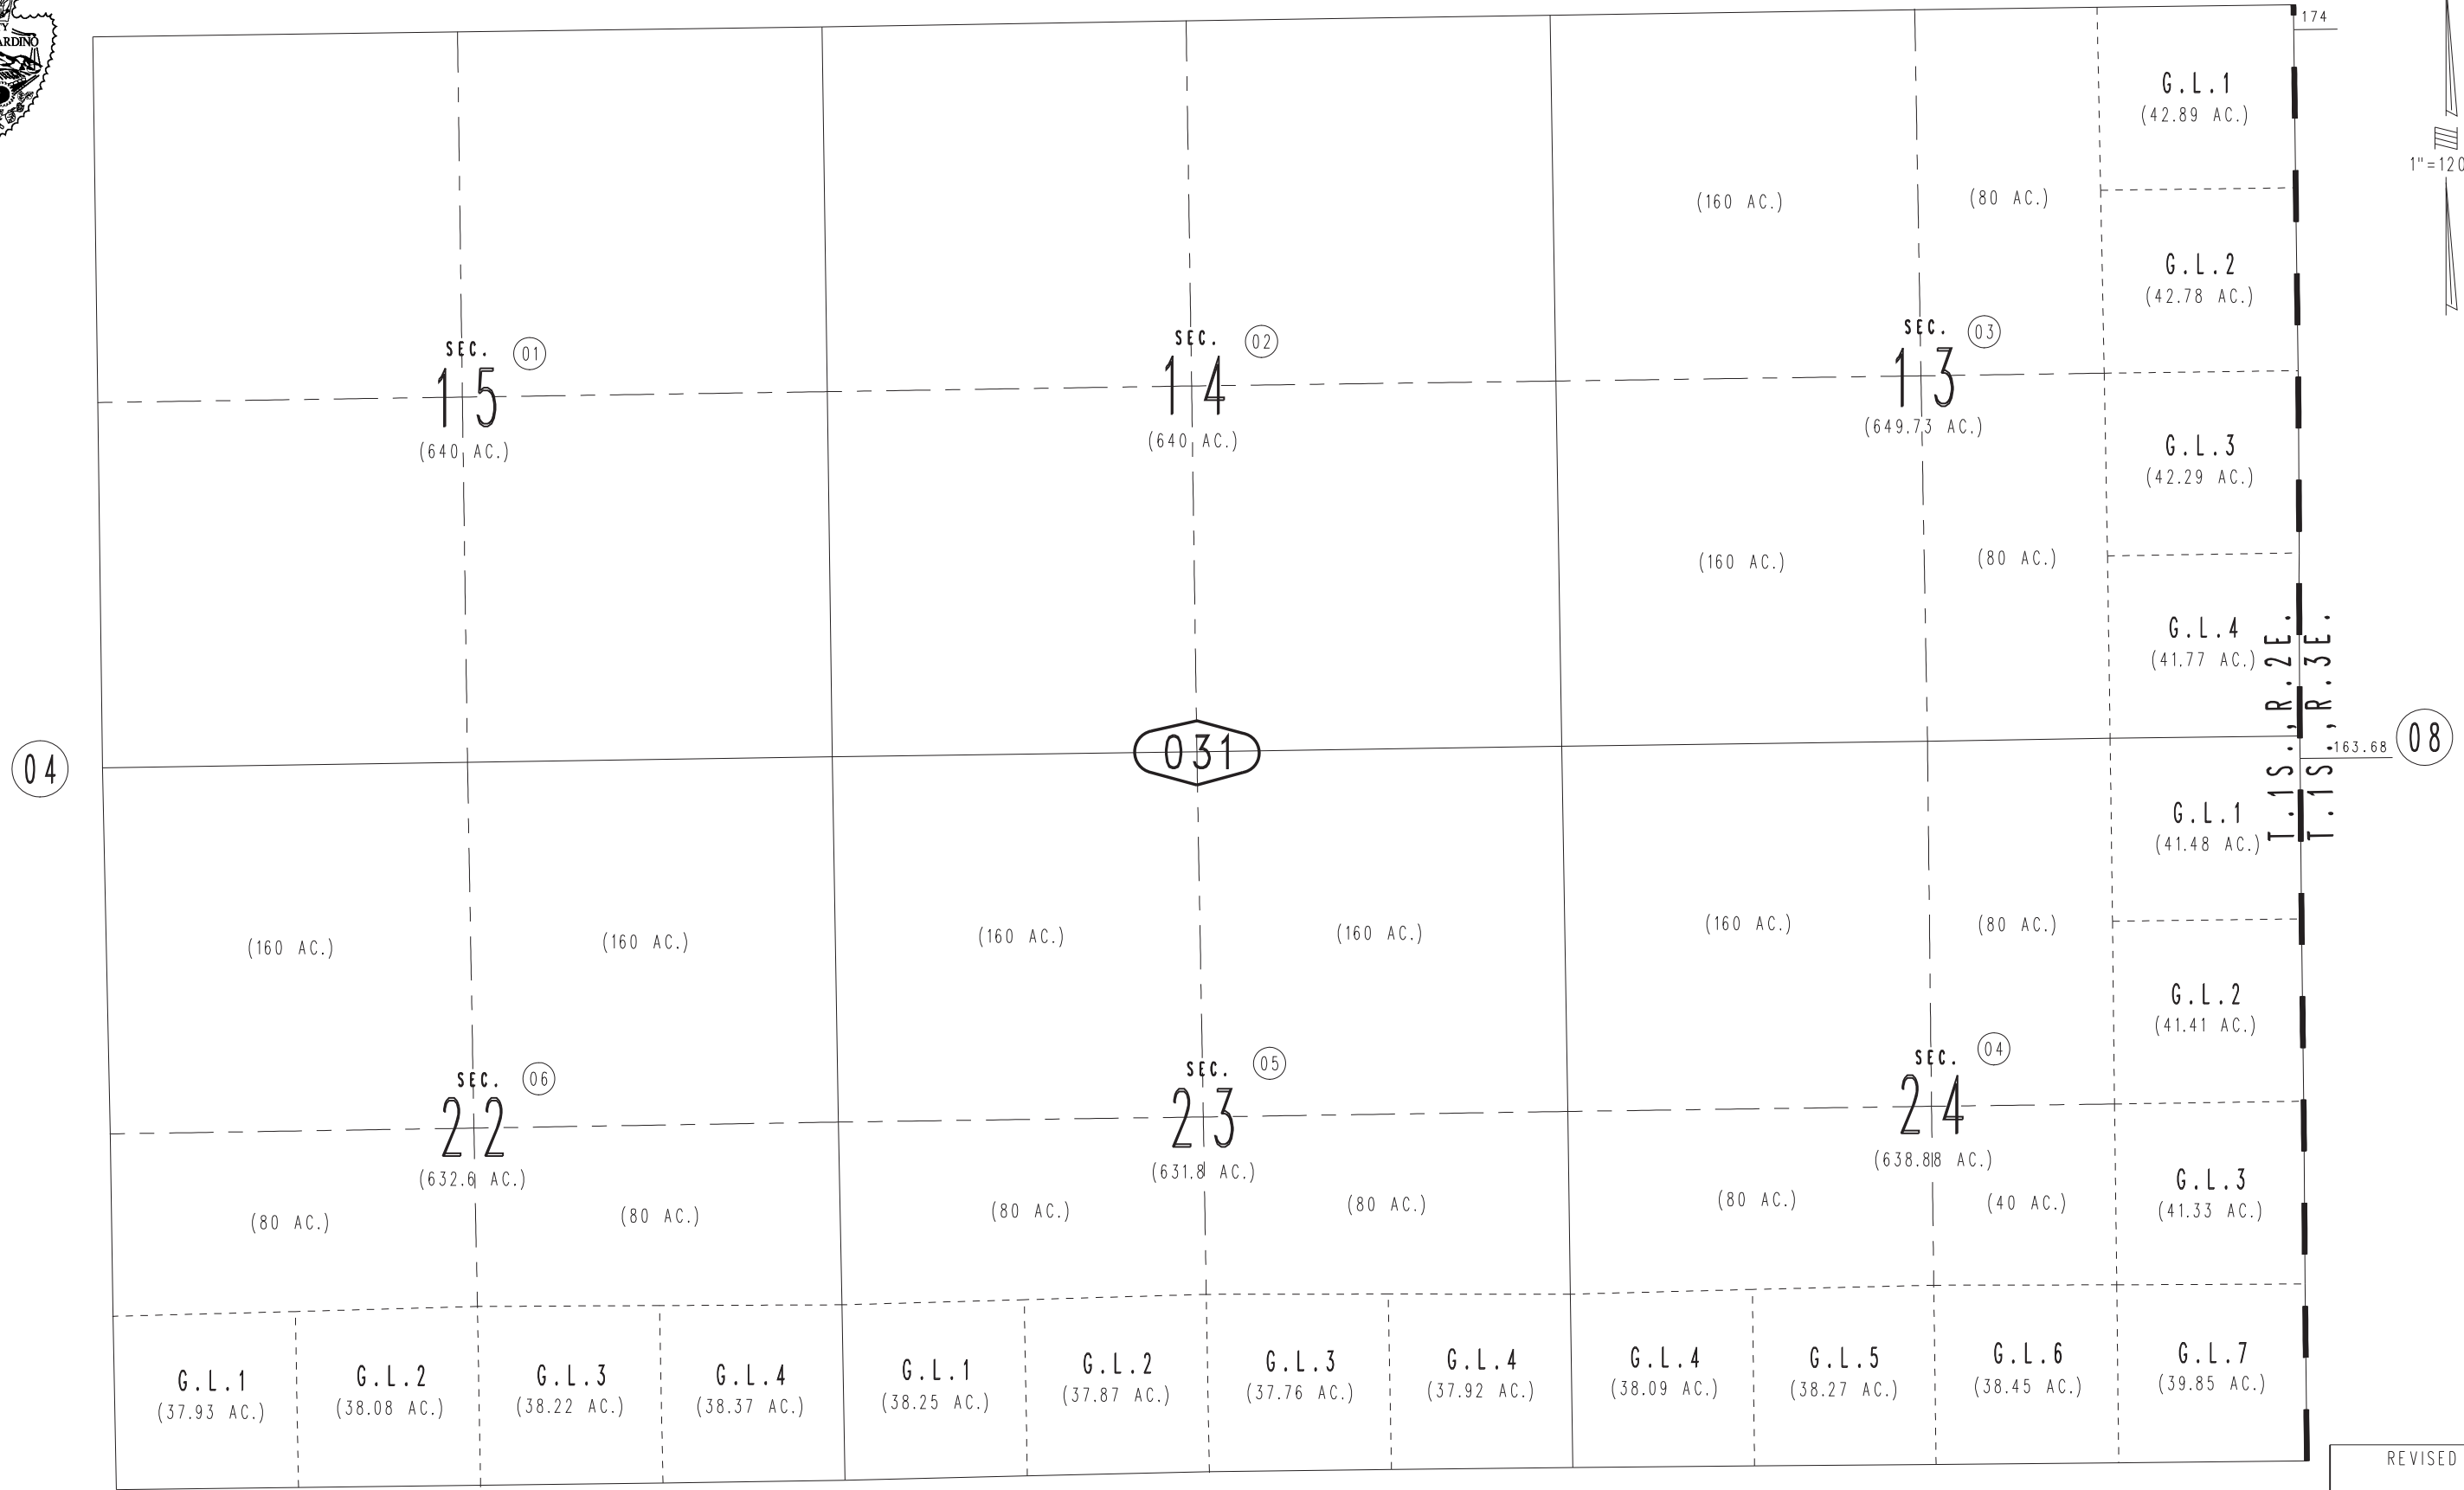 174
G.L.1
(42.89 AC.)
(160 AC.)
(80 AC.)
G.L.2
(42.78 AC.)
SEC. 01
15
(640 AC.)
SEC. 02
14
(640 AC.)
SEC. 03
13
(649.73 AC.)
G.L.3
(42.29 AC.)
(160 AC.)
(80 AC.)
G.L.4
(41.77 AC.)
T.1S.,R.2E.
T.1S.,R.3E.
04
031
163.68
08
G.L.1
(41.48 AC.)
(160 AC.)
(160 AC.)
(160 AC.)
(160 AC.)
(160 AC.)
(80 AC.)
G.L.2
(41.41 AC.)
SEC. 06
22
(632.6 AC.)
SEC. 05
23
(631.8 AC.)
SEC. 04
24
(638.88 AC.)
(80 AC.)
(80 AC.)
(80 AC.)
(80 AC.)
(80 AC.)
(40 AC.)
G.L.3
(41.33 AC.)
G.L.1
(37.93 AC.)
G.L.2
(38.08 AC.)
G.L.3
(38.22 AC.)
G.L.4
(38.37 AC.)
G.L.1
(38.25 AC.)
G.L.2
(37.87 AC.)
G.L.3
(37.76 AC.)
G.L.4
(37.92 AC.)
G.L.4
(38.09 AC.)
G.L.5
(38.27 AC.)
G.L.6
(38.45 AC.)
G.L.7
(39.85 AC.)
REVISED